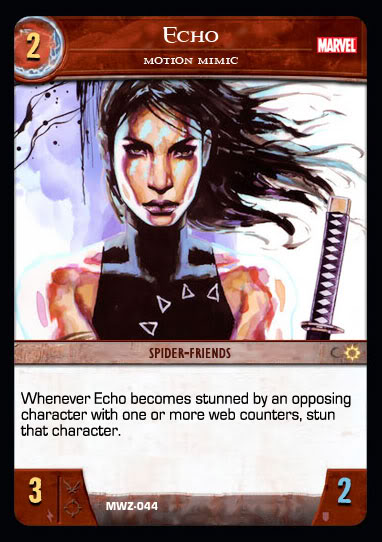 2
Echo
MOTION MIMIC
MARVEL
SPIDER-FRIENDS
Whenever Echo becomes stunned by an opposing
character with one or more web counters, stun
that character.
3
MWZ-044
2